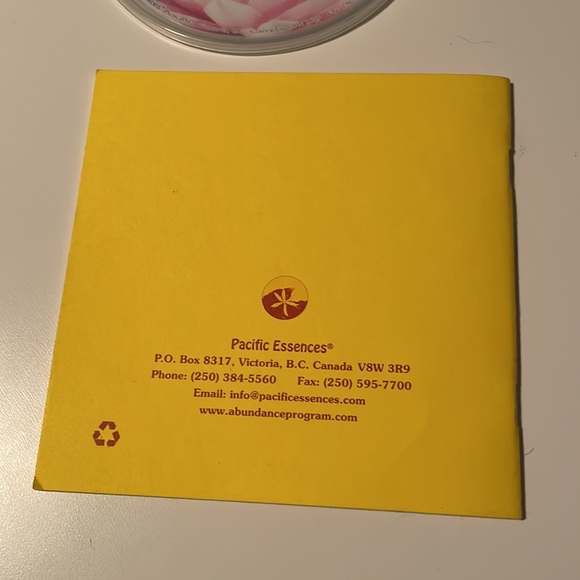 Pacific Essences®
P.O. Box 8317, Victoria, B.C. Canada V8W 3R9
Phone: (250) 384-5560 Fax: (250) 595-7700
Email: info@pacificessences.com
www.abundanceprogram.com